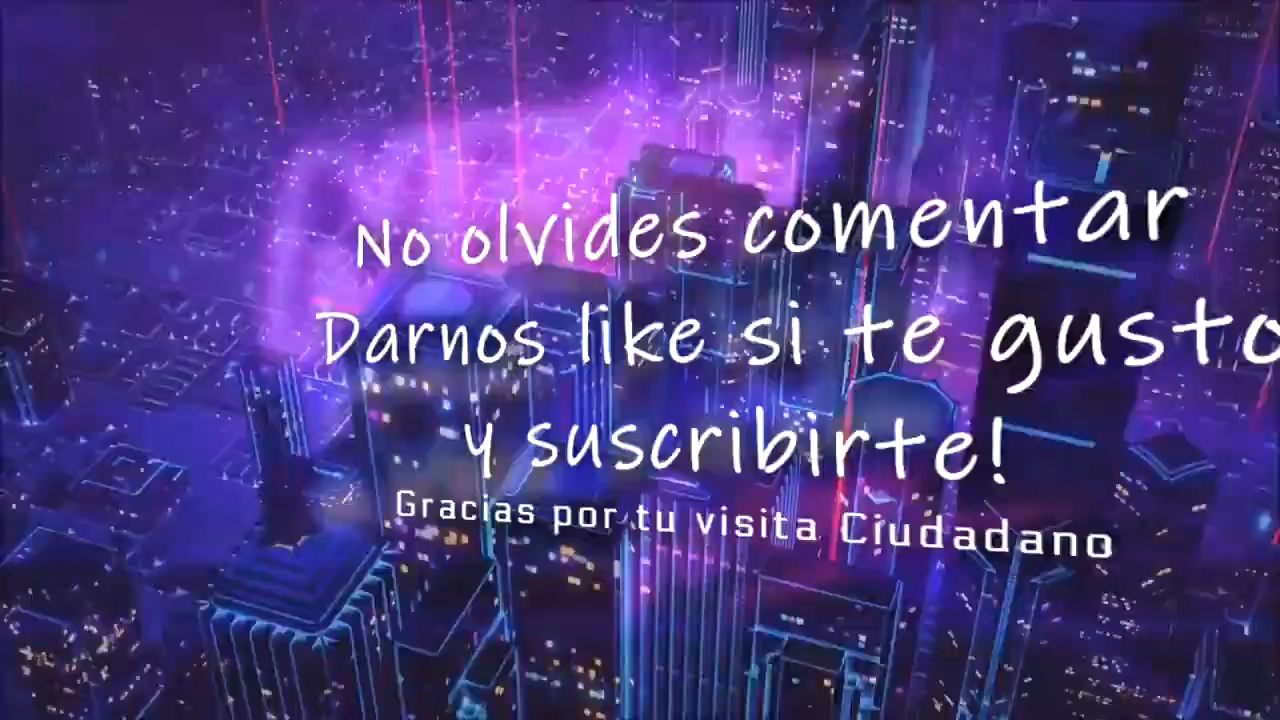 No olvides comentar
Darnos like si te gusto
y suscribirte!
Gracias por tu visita Ciudadano